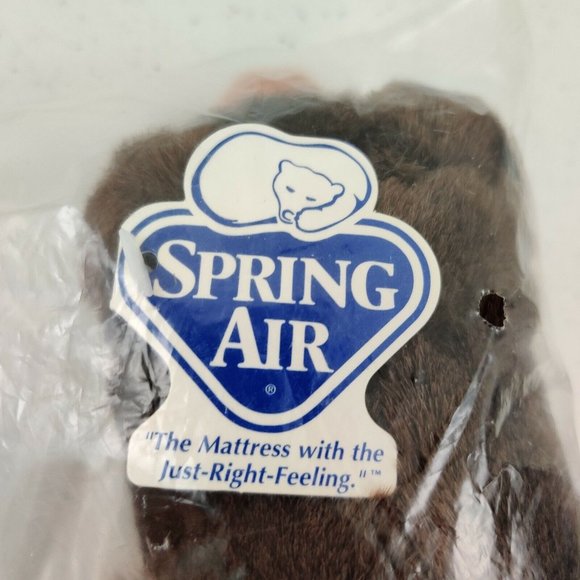 SPRING
AIR
®
"The Mattress with the
Just-Right-Feeling."™